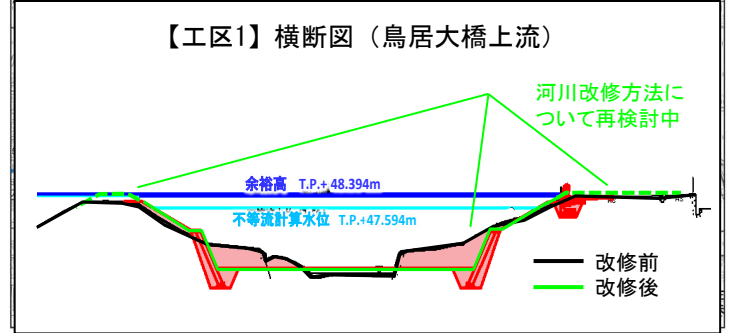 【工区1】横断図（鳥居大橋上流）
河川改修方法に
ついて再検討中
余裕高 T.P.+ 48.394m
不等流計算水位 T.P.+47.594m
改修前
改修後